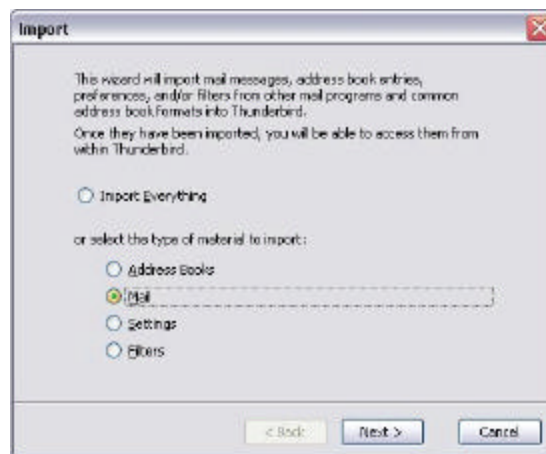 Import
This wizard will import mail messages, address book entries,
preferences, and/or filters from other mail programs and common
address book formats into Thunderbird.
Once they have been imported, you will be able to access them from
within Thunderbird.
Import Everything
or select the type of material to import:
Address Books
Mail
Settings
Filters
< Back
Next >
Cancel